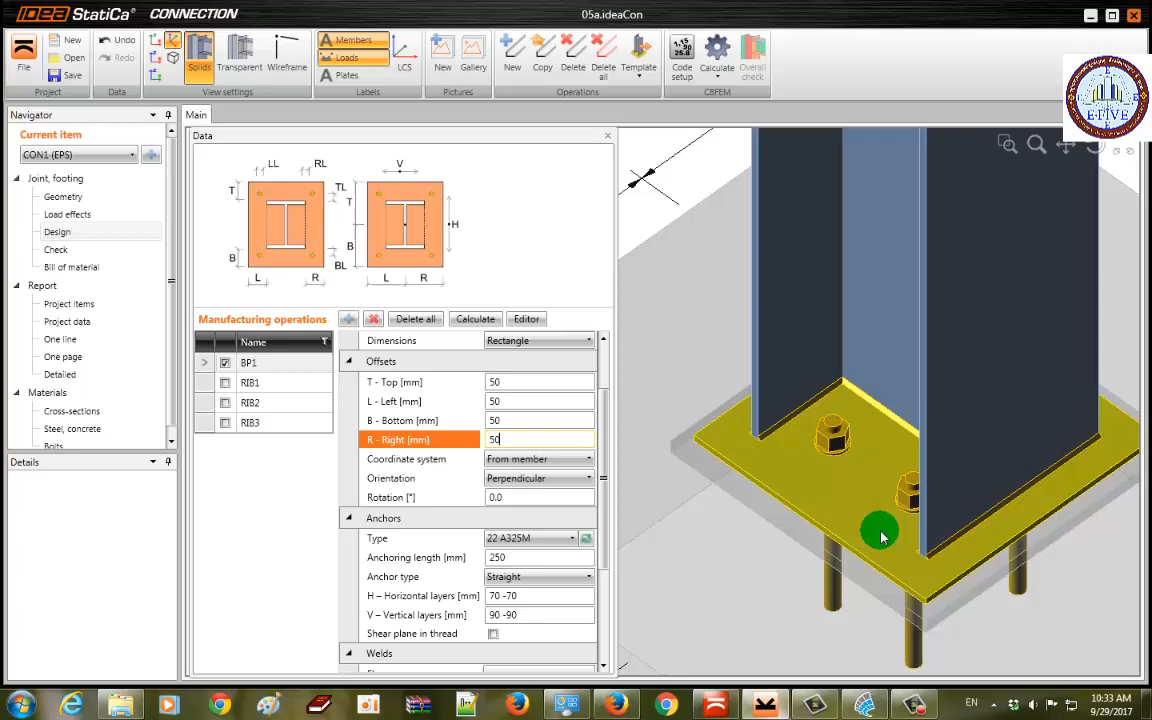 IDEA StatiCa® CONNECTION
05a.ideaCon
File
New
Open
Save
Project
Undo
Redo
Data
Solids
Transparent
Wireframe
View settings
Members
Loads
Plates
LCS
Labels
New
Gallery
Pictures
New
Copy
Delete
Delete all
Template
Operations
Code setup
Calculate
Overall check
CBFEM
E-FIVE
Navigator
Current item
CON1 (EPS)
Joint, footing
Geometry
Load effects
Design
Check
Bill of material
Report
Project items
Project data
One line
One page
Detailed
Materials
Cross-sections
Steel, concrete
Bolts
Details
Main
Data
LL RL V
T TL T
H
B BL B
L R L R
Manufacturing operations
Delete all
Calculate
Editor
Name
BP1
RIB1
RIB2
RIB3
Dimensions Rectangle
Offsets
T - Top [mm] 50
L - Left [mm] 50
B - Bottom [mm] 50
R - Right [mm] 50
Coordinate system From member
Orientation Perpendicular
Rotation [°] 0.0
Anchors
Type 22 A325M
Anchoring length [mm] 250
Anchor type Straight
H – Horizontal layers [mm] 70 -70
V – Vertical layers [mm] 90 -90
Shear plane in thread
Welds
EN
10:33 AM
9/29/2017